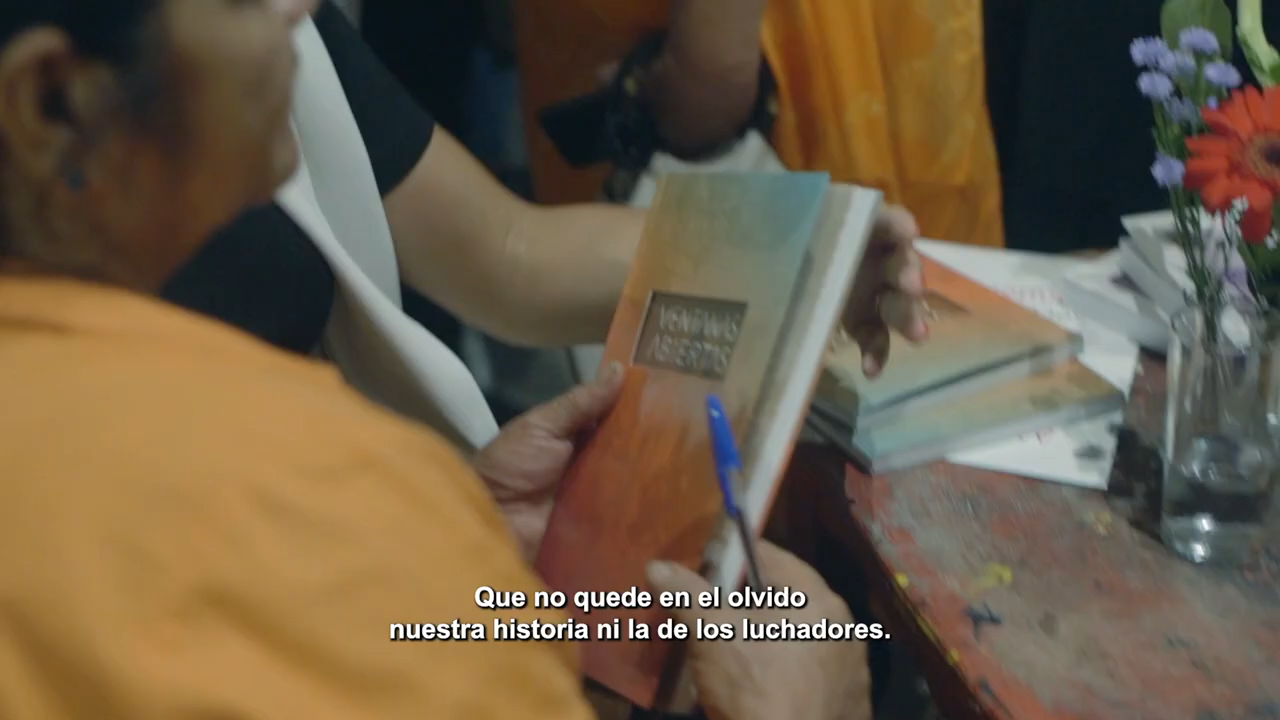 VENTANAS
ABIERTAS
Que no quede en el olvido
nuestra historia ni la de los luchadores.